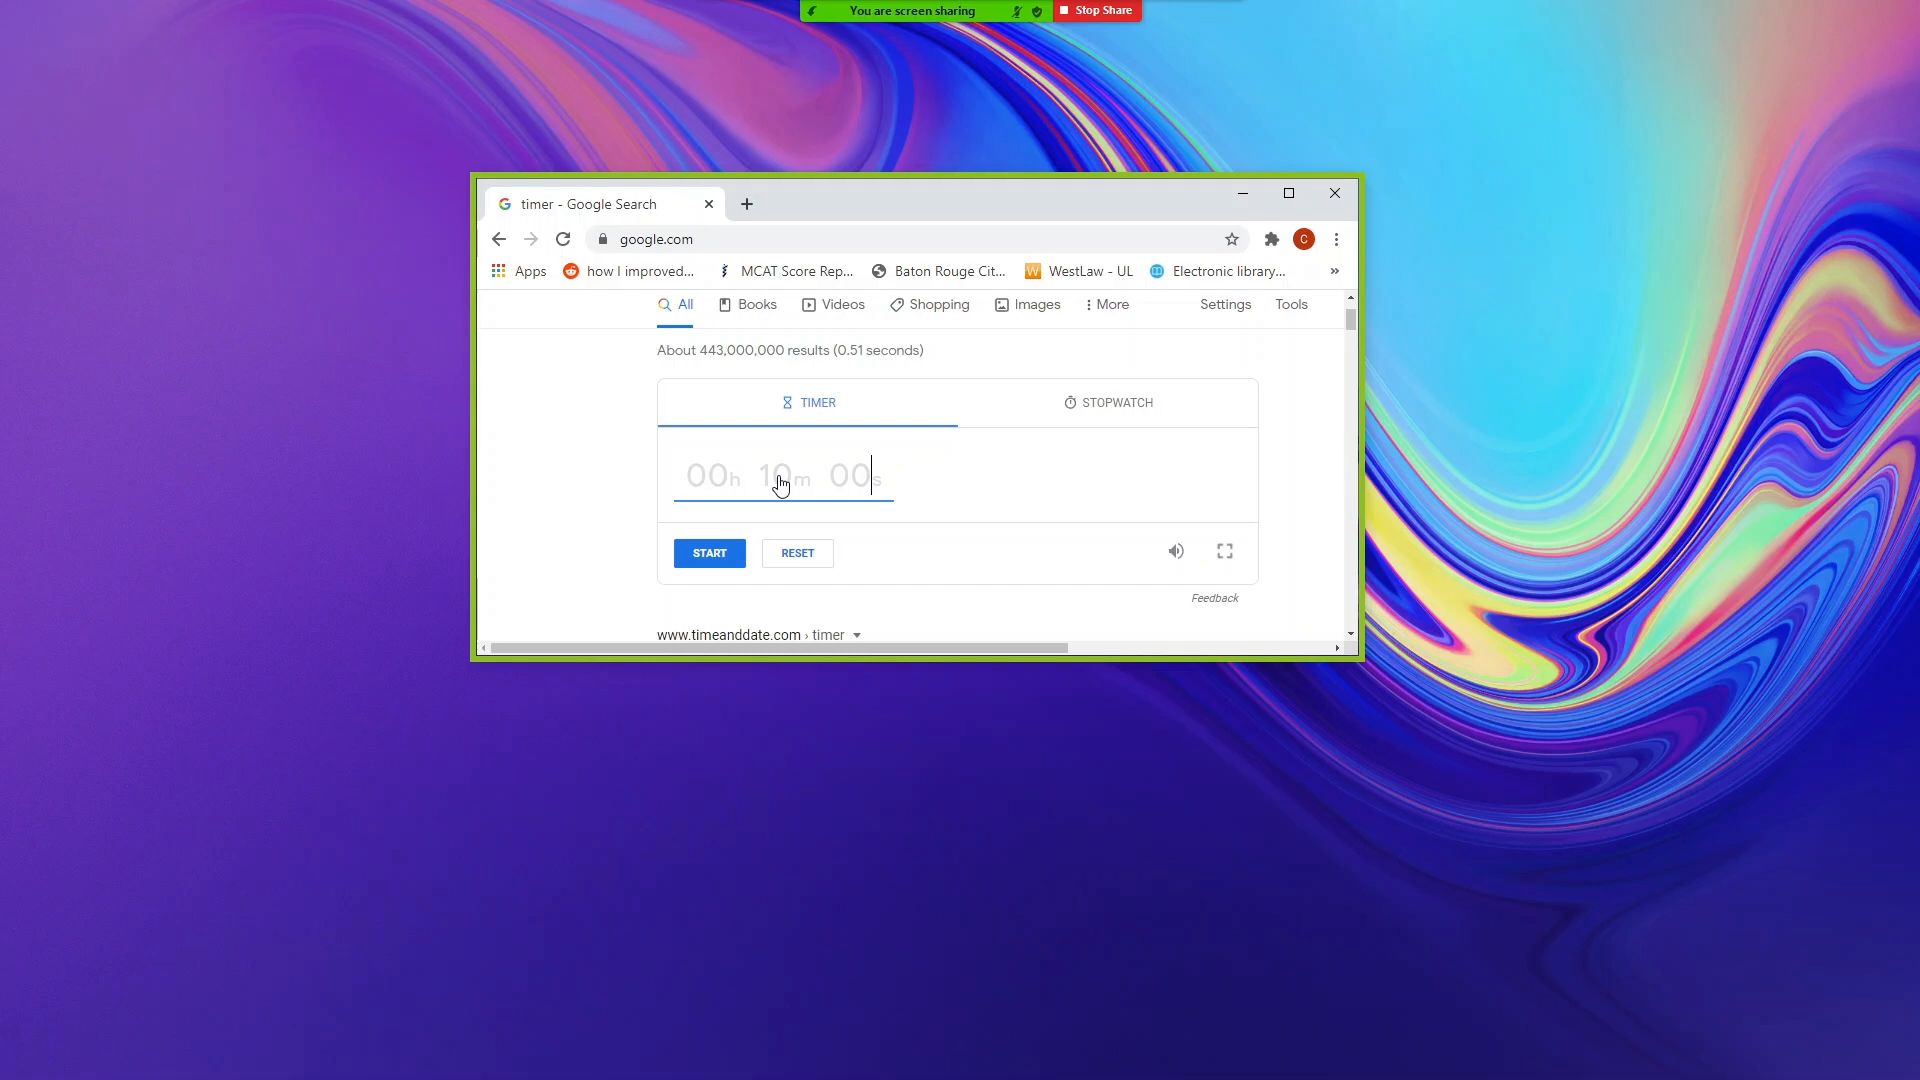 You are screen sharing Stop Share
timer - Google Search
google.com
C
Apps how I improved... MCAT Score Rep... Baton Rouge Cit... W WestLaw - UL Electronic library... »
All Books Videos Shopping Images More Settings Tools
About 443,000,000 results (0.51 seconds)
TIMER STOPWATCH
00h 10m 00s
START RESET
Feedback
www.timeanddate.com › timer